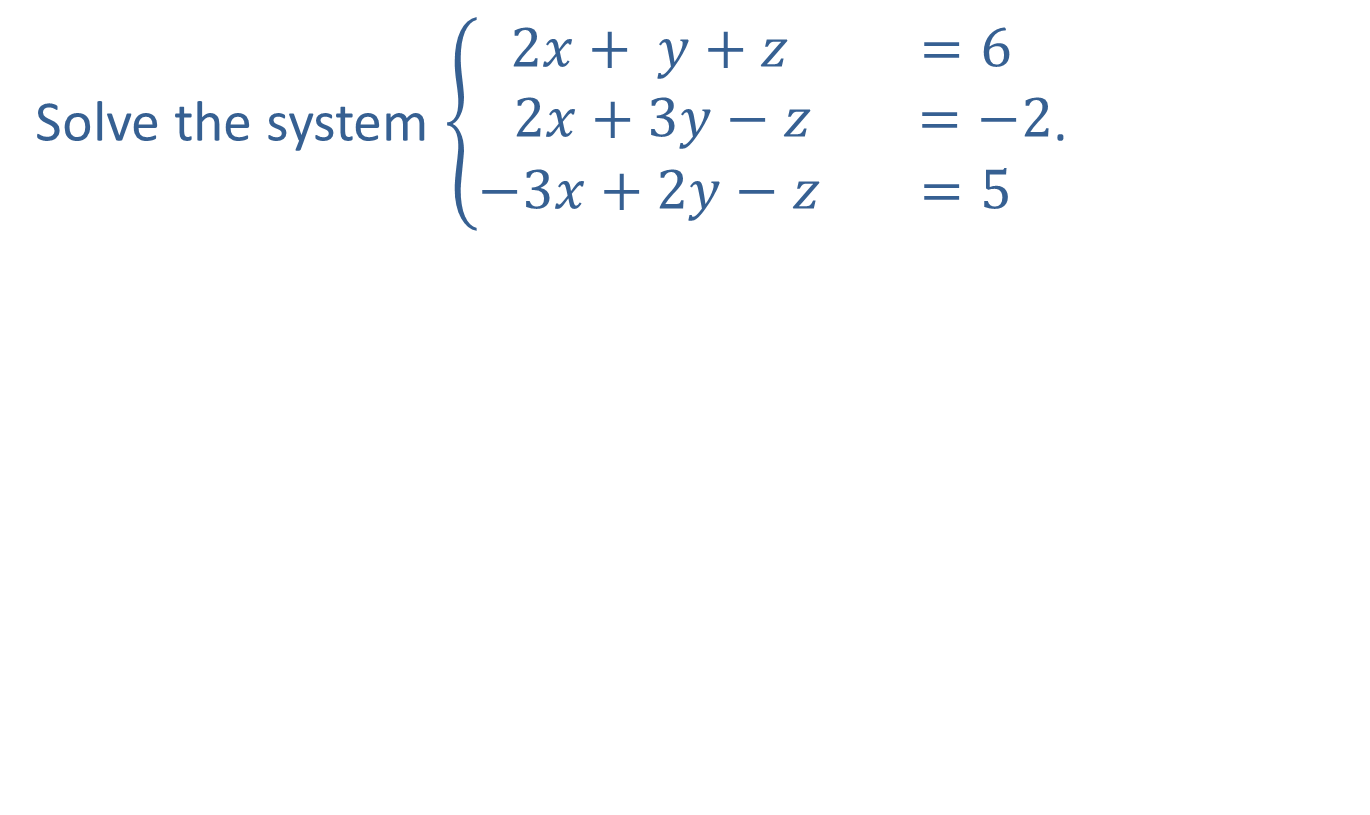 2x + y + z = 6
Solve the system { 2x + 3y − z = −2.
−3x + 2y − z = 5